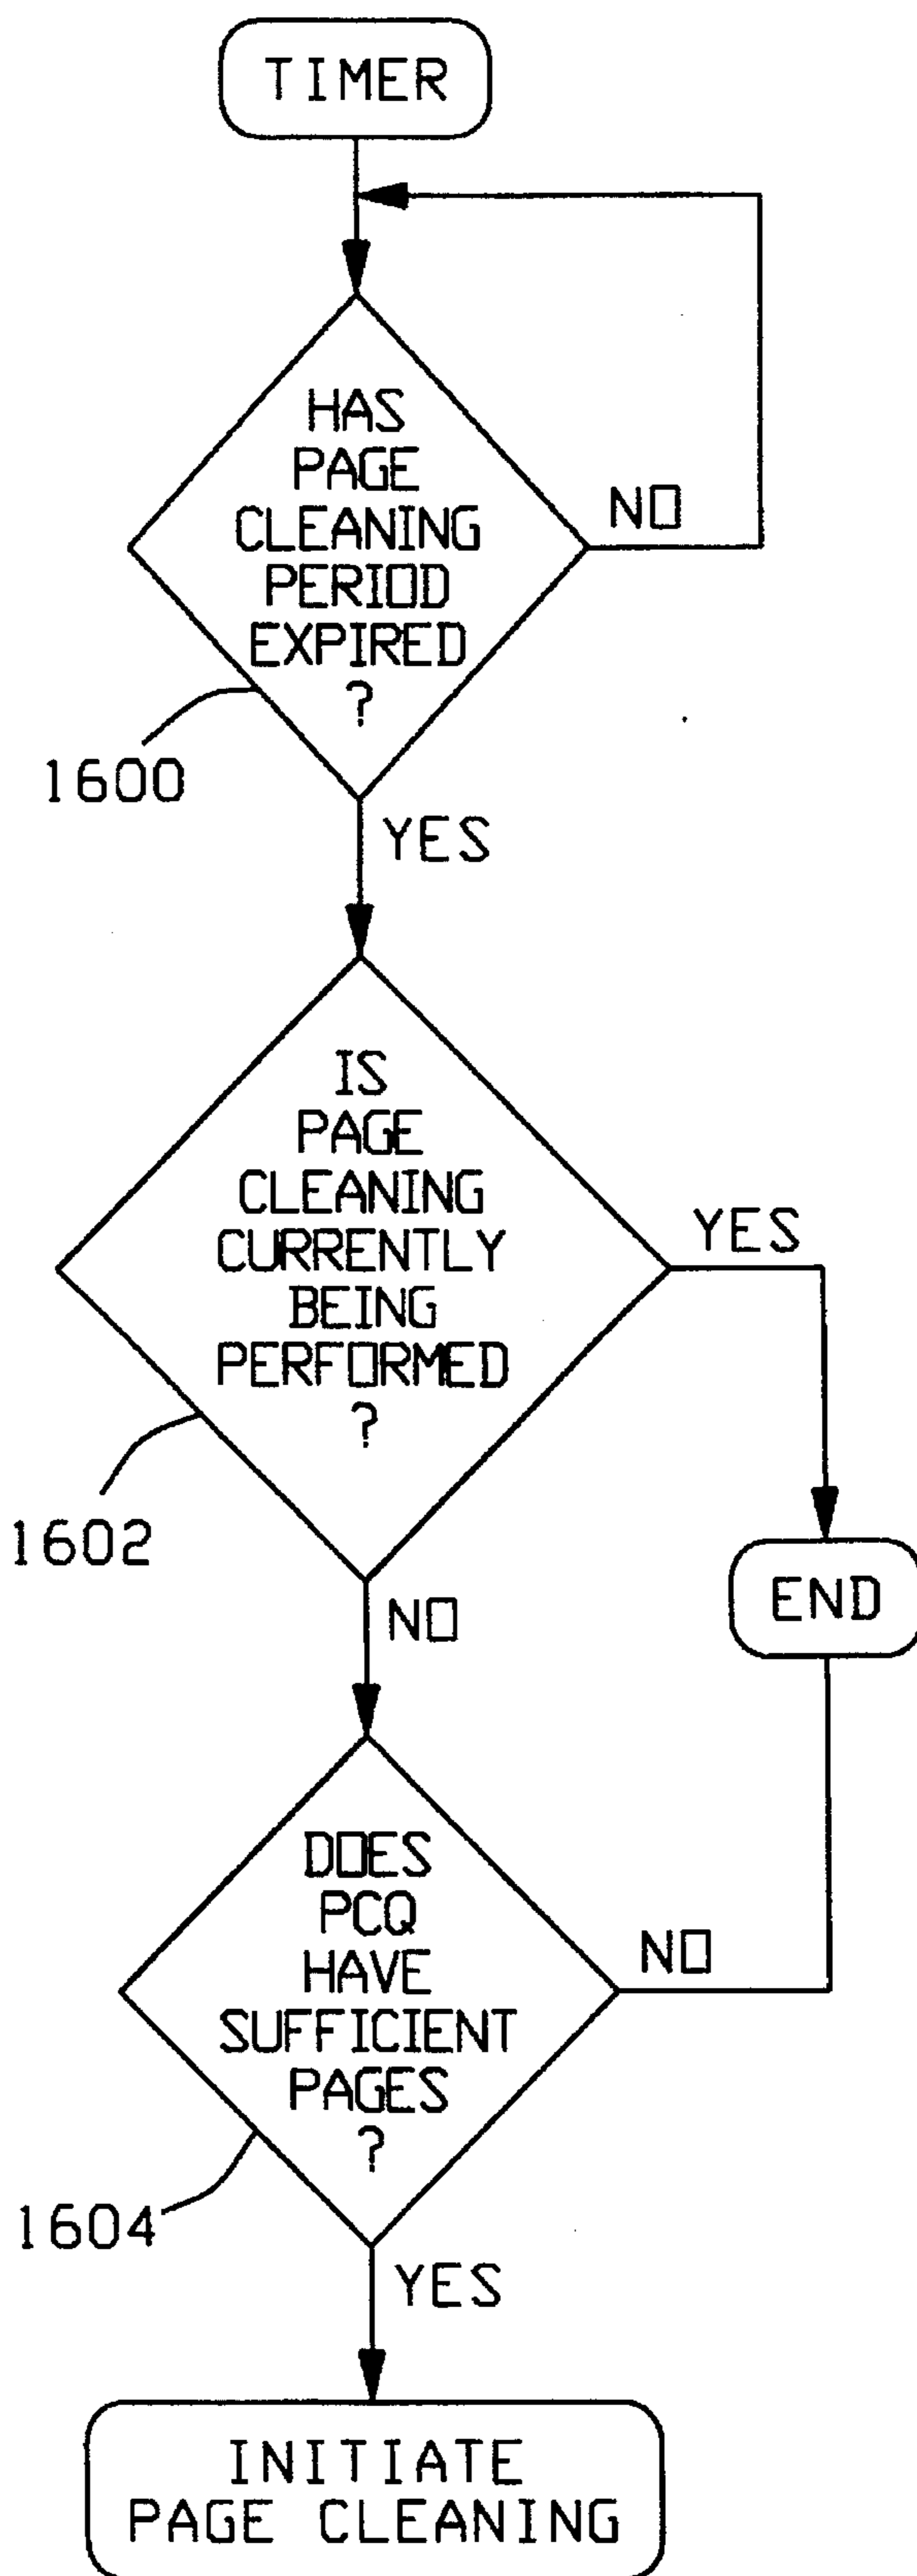 TIMER
HAS
PAGE
CLEANING
PERIOD
EXPIRED
?
NO
1600
YES
IS
PAGE
CLEANING
CURRENTLY
BEING
PERFORMED
?
YES
1602
NO
END
DOES
PCQ
HAVE
SUFFICIENT
PAGES
?
NO
1604
YES
INITIATE
PAGE CLEANING